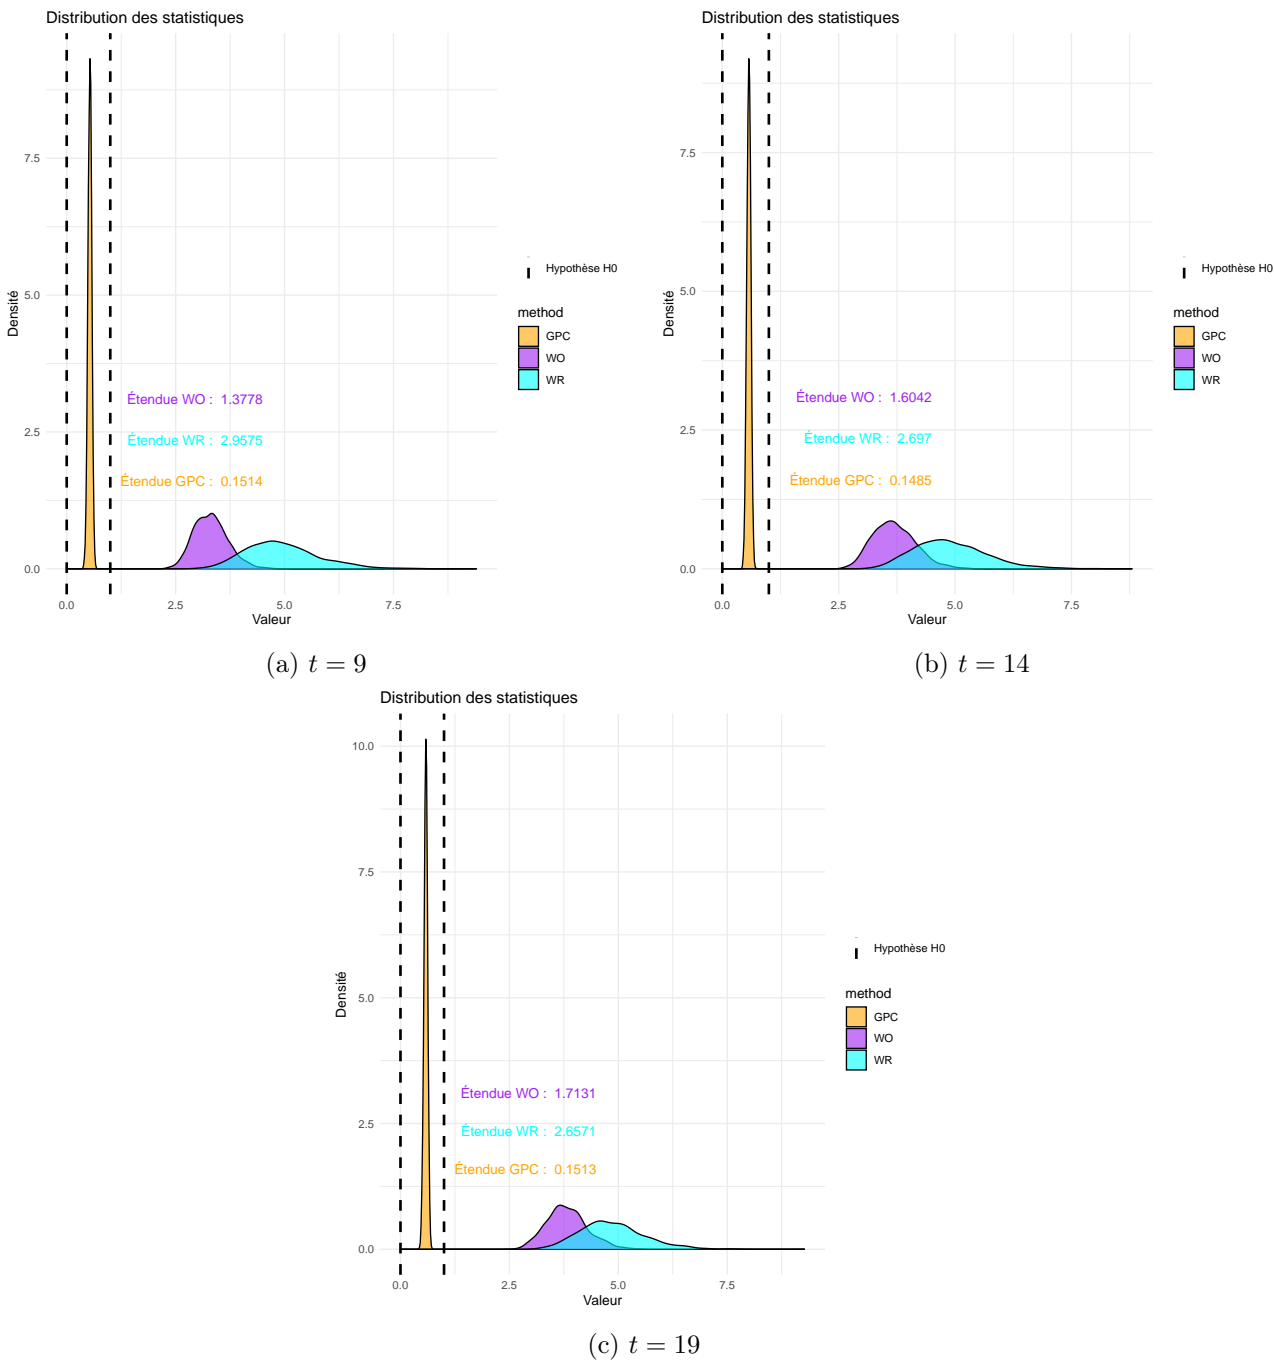 Distribution des statistiques
7.5
5.0
2.5
0.0
Densité
Étendue WO : 1.3778
Étendue WR : 2.9575
Étendue GPC : 0.1514
0.0 2.5 5.0 7.5
Valeur
Hypothèse H0
method
GPC
WO
WR
(a) t = 9
Distribution des statistiques
7.5
5.0
2.5
0.0
Densité
Étendue WO : 1.6042
Étendue WR : 2.697
Étendue GPC : 0.1485
0.0 2.5 5.0 7.5
Valeur
Hypothèse H0
method
GPC
WO
WR
(b) t = 14
Distribution des statistiques
10.0
7.5
5.0
2.5
0.0
Densité
Étendue WO : 1.7131
Étendue WR : 2.6571
Étendue GPC : 0.1513
0.0 2.5 5.0 7.5
Valeur
Hypothèse H0
method
GPC
WO
WR
(c) t = 19